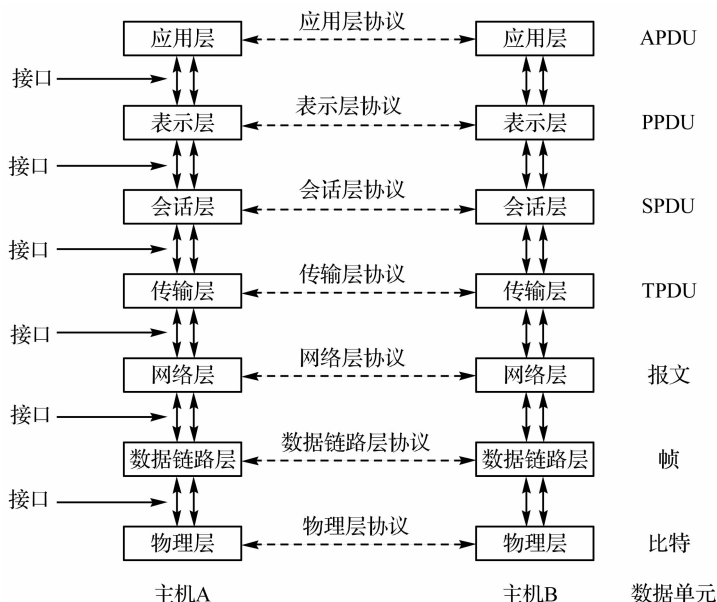 应用层协议
应用层 应用层 APDU
接口
表示层协议
表示层 表示层 PPDU
接口
会话层协议
会话层 会话层 SPDU
接口
传输层协议
传输层 传输层 TPDU
接口
网络层协议
网络层 网络层 报文
接口
数据链路层协议
数据链路层 数据链路层 帧
接口
物理层协议
物理层 物理层 比特
主机A 主机B 数据单元